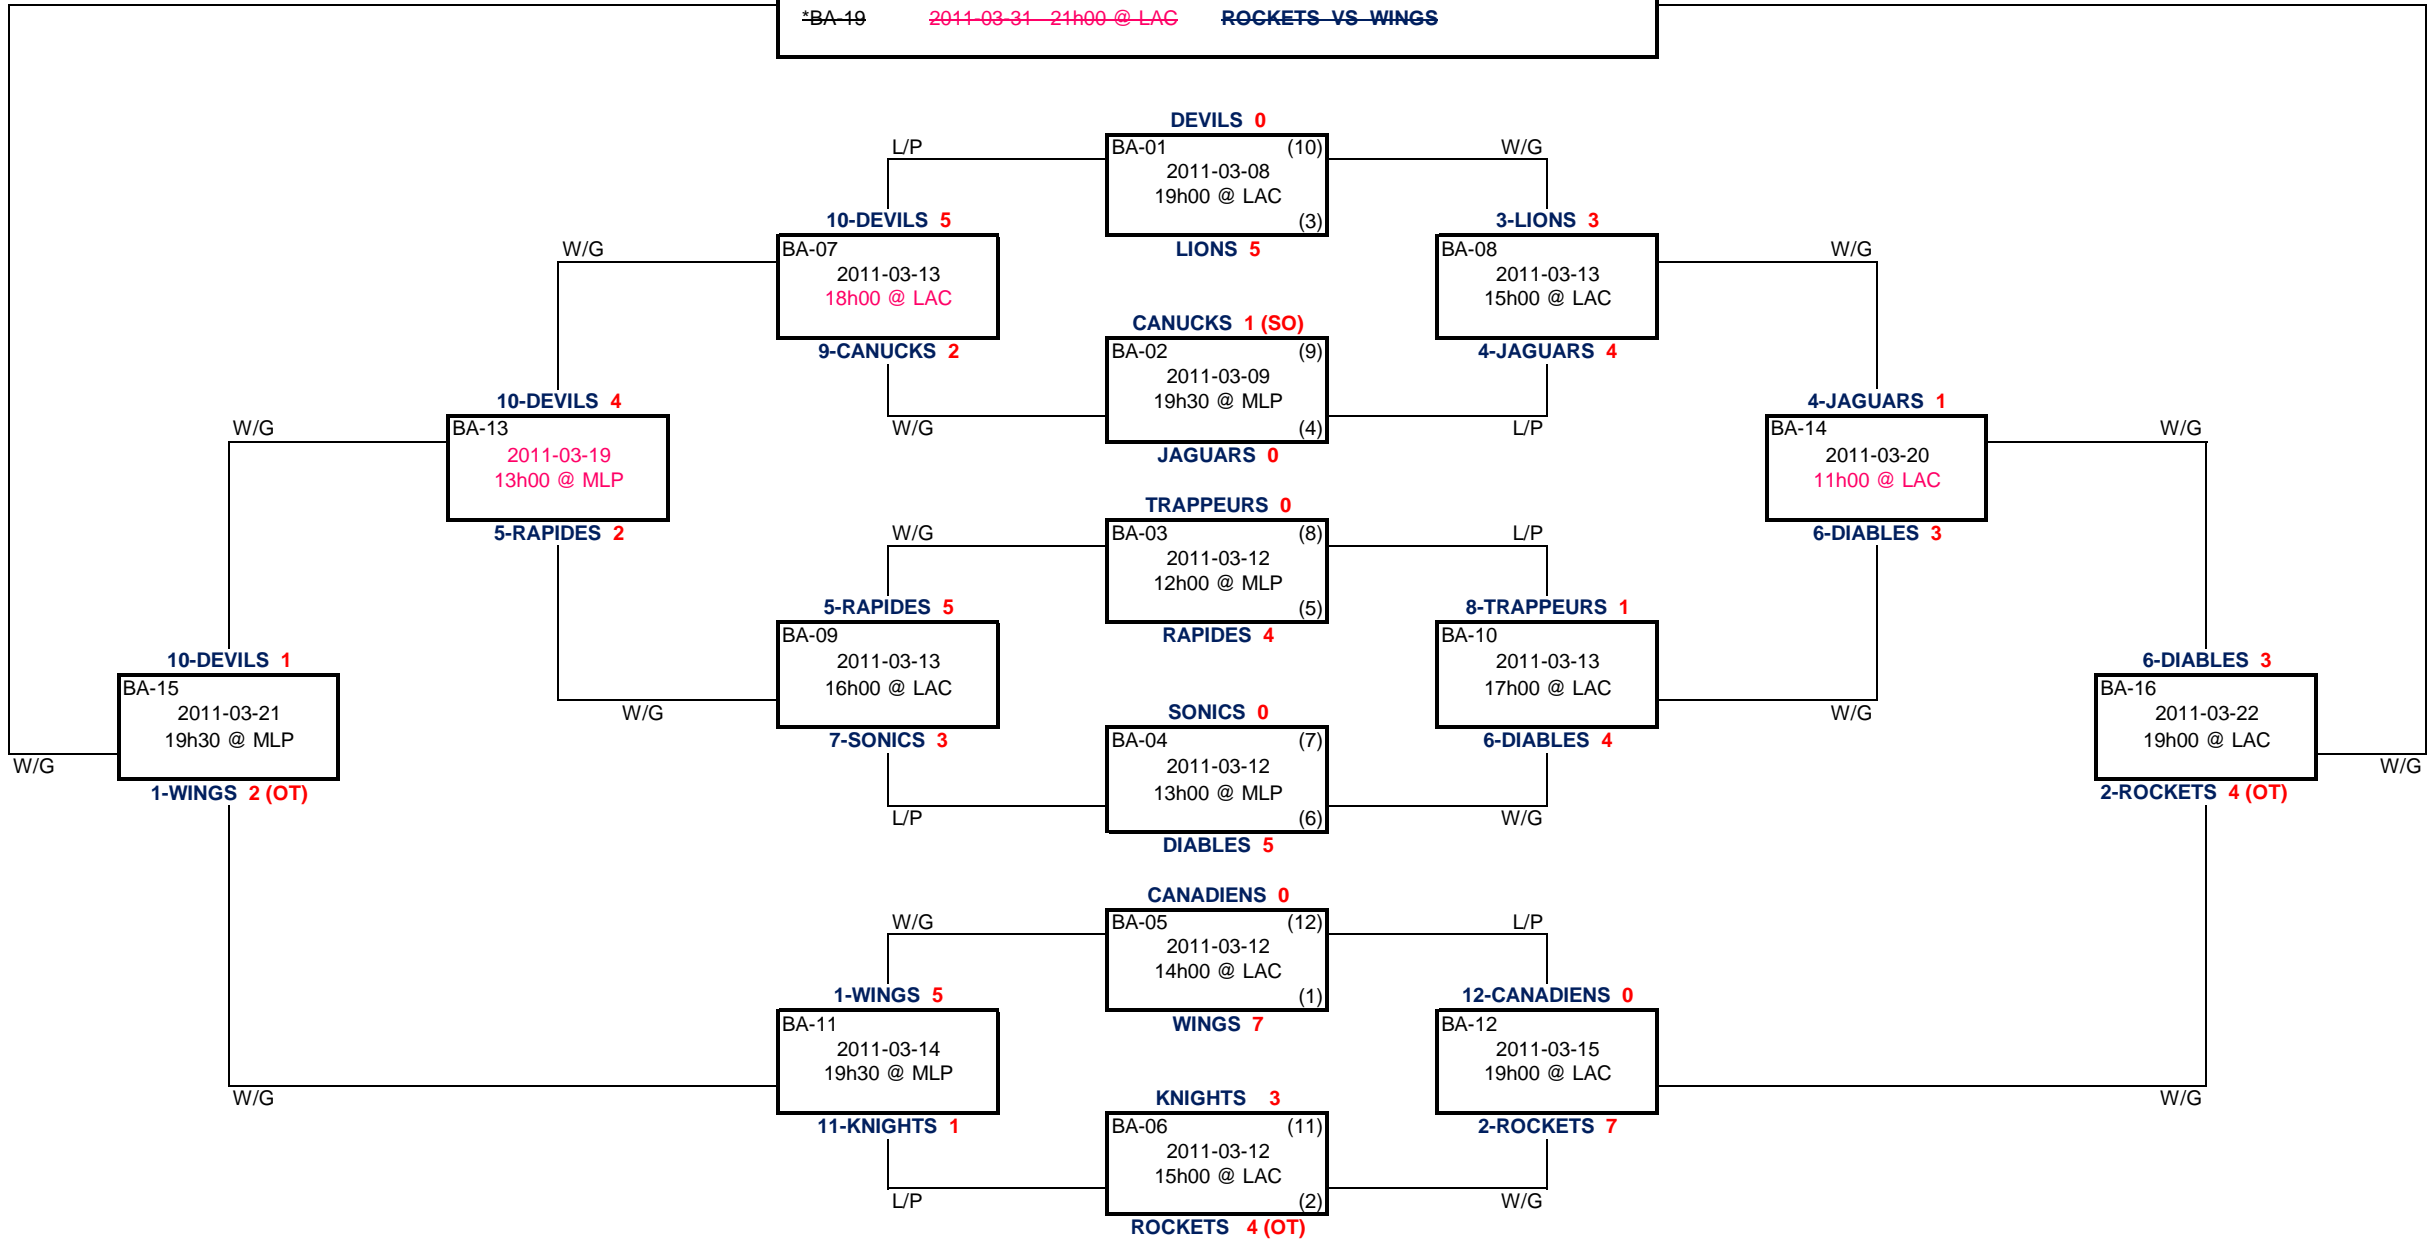 *BA-19 2011-03-31 21h00 @ LAC ROCKETS VS WINGS
DEVILS 0
L/P
BA-01 (10)
W/G
2011-03-08
19h00 @ LAC
10-DEVILS 5
(3)
3-LIONS 3
W/G
BA-07
LIONS 5
BA-08
W/G
2011-03-13
18h00 @ LAC
2011-03-13
15h00 @ LAC
CANUCKS 1 (SO)
9-CANUCKS 2
BA-02 (9)
4-JAGUARS 4
2011-03-09
19h30 @ MLP
10-DEVILS 4
4-JAGUARS 1
W/G
BA-13
W/G
(4)
L/P
BA-14
W/G
2011-03-19
13h00 @ MLP
JAGUARS 0
2011-03-20
11h00 @ LAC
TRAPPEURS 0
5-RAPIDES 2
W/G
BA-03 (8)
L/P
6-DIABLES 3
2011-03-12
12h00 @ MLP
5-RAPIDES 5
(5)
8-TRAPPEURS 1
BA-09
RAPIDES 4
BA-10
10-DEVILS 1
2011-03-13
16h00 @ LAC
2011-03-13
17h00 @ LAC
6-DIABLES 3
BA-15
BA-16
2011-03-21
19h30 @ MLP
W/G
SONICS 0
W/G
2011-03-22
19h00 @ LAC
7-SONICS 3
BA-04 (7)
6-DIABLES 4
W/G
2011-03-12
13h00 @ MLP
W/G
1-WINGS 2 (OT)
2-ROCKETS 4 (OT)
L/P
(6)
W/G
DIABLES 5
CANADIENS 0
W/G
BA-05 (12)
L/P
2011-03-12
14h00 @ LAC
1-WINGS 5
(1)
12-CANADIENS 0
BA-11
WINGS 7
BA-12
2011-03-14
19h30 @ MLP
2011-03-15
19h00 @ LAC
W/G
KNIGHTS 3
W/G
11-KNIGHTS 1
BA-06 (11)
2-ROCKETS 7
2011-03-12
15h00 @ LAC
L/P
(2)
W/G
ROCKETS 4 (OT)